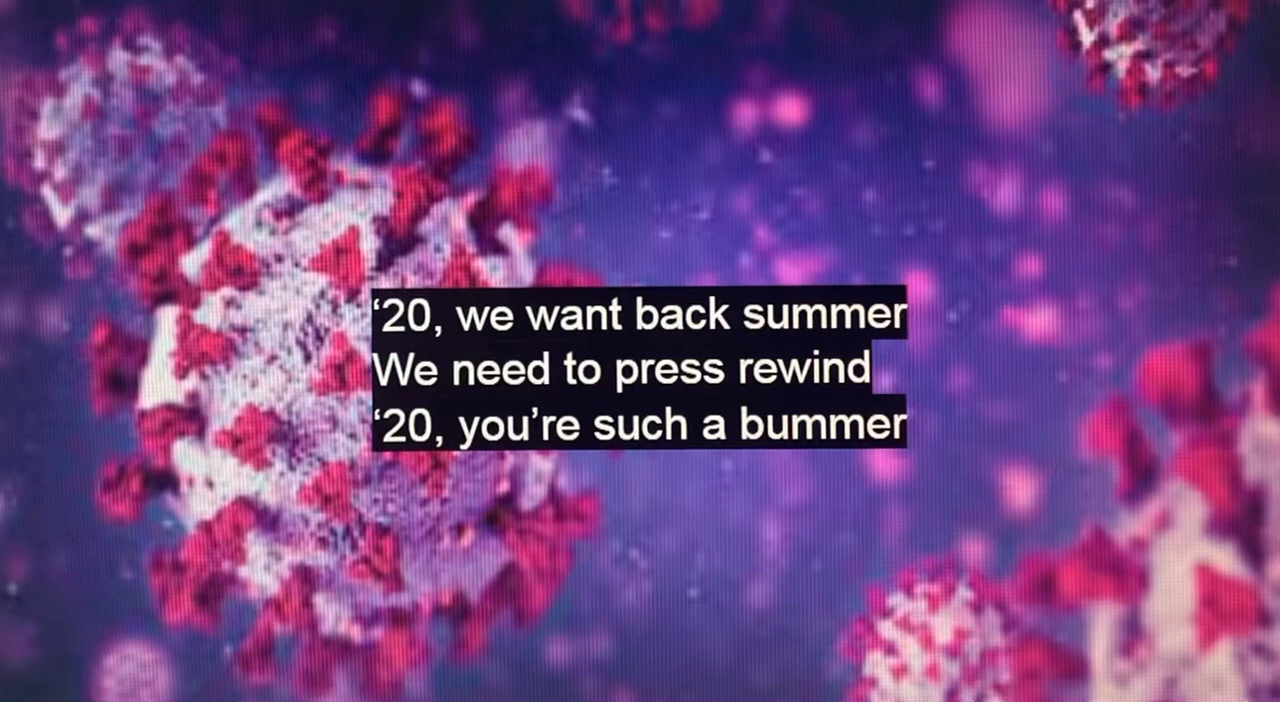 ‘20, we want back summer
We need to press rewind
‘20, you’re such a bummer